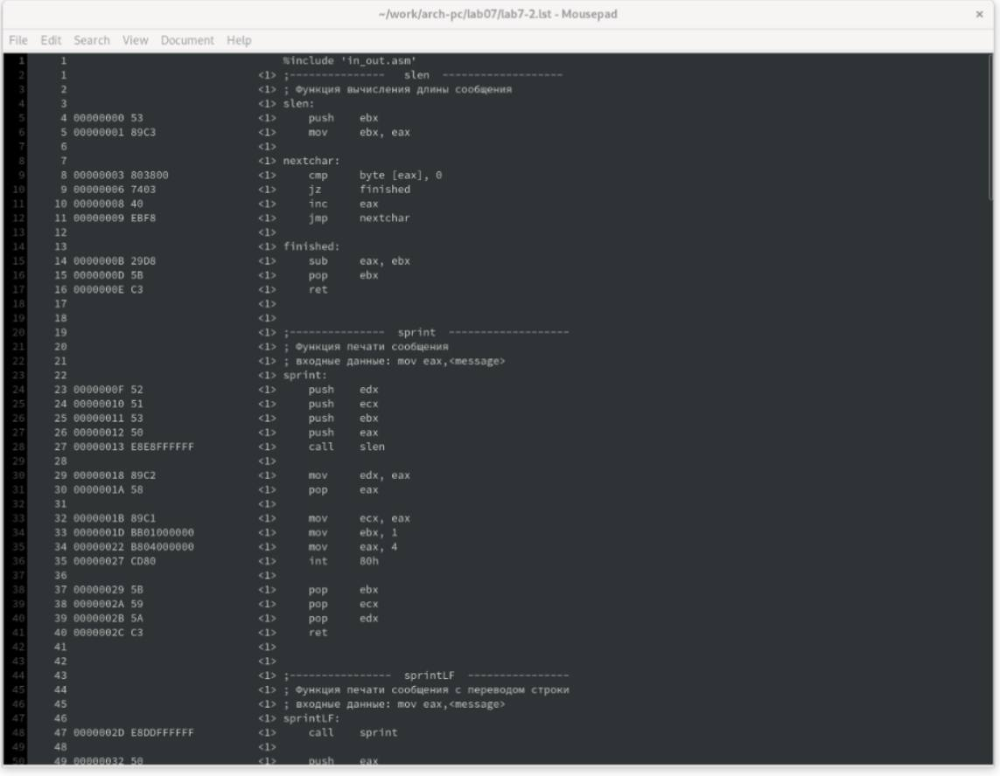 ~/work/arch-pc/lab07/lab7-2.lst - Mousepad
File Edit Search View Document Help
1 1 %include 'in_out.asm'
2 1 <1> ;--------------- slen -------------------
3 2 <1> ; Функция вычисления длины сообщения
4 3 <1> slen:
5 4 00000000 53 <1> push ebx
6 5 00000001 89C3 <1> mov ebx, eax
7 6 <1>
8 7 <1> nextchar:
9 8 00000003 803800 <1> cmp byte [eax], 0
10 9 00000006 7403 <1> jz finished
11 10 00000008 40 <1> inc eax
12 11 00000009 EBF8 <1> jmp nextchar
13 12 <1>
14 13 <1> finished:
15 14 0000000B 29D8 <1> sub eax, ebx
16 15 0000000D 5B <1> pop ebx
17 16 0000000E C3 <1> ret
18 17 <1>
19 18 <1>
20 19 <1> ;--------------- sprint -------------------
21 20 <1> ; Функция печати сообщения
22 21 <1> ; входные данные: mov eax,<message>
23 22 <1> sprint:
24 23 0000000F 52 <1> push edx
25 24 00000010 51 <1> push ecx
26 25 00000011 53 <1> push ebx
27 26 00000012 50 <1> push eax
28 27 00000013 E8E8FFFFFF <1> call slen
29 28 <1>
30 29 00000018 89C2 <1> mov edx, eax
31 30 0000001A 58 <1> pop eax
32 31 <1>
33 32 0000001B 89C1 <1> mov ecx, eax
34 33 0000001D BB01000000 <1> mov ebx, 1
35 34 00000022 B804000000 <1> mov eax, 4
36 35 00000027 CD80 <1> int 80h
37 36 <1>
38 37 00000029 5B <1> pop ebx
39 38 0000002A 59 <1> pop ecx
40 39 0000002B 5A <1> pop edx
41 40 0000002C C3 <1> ret
42 41 <1>
43 42 <1>
44 43 <1> ;---------------- sprintLF ----------------
45 44 <1> ; Функция печати сообщения с переводом строки
46 45 <1> ; входные данные: mov eax,<message>
47 46 <1> sprintLF:
48 47 0000002D E8DDFFFFFF <1> call sprint
49 48 <1>
50 49 00000032 50 <1> push eax